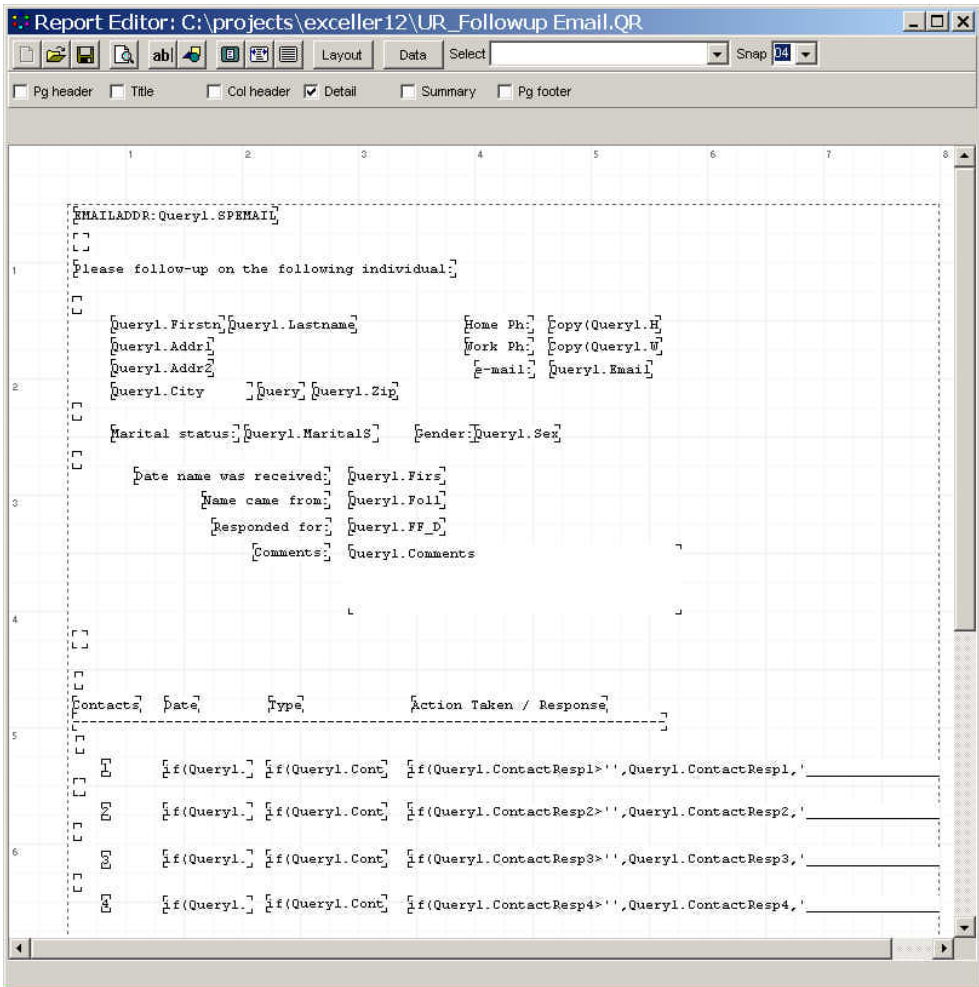 Report Editor: C:\projects\exceller12\UR_Followup Email.QR
ab| Layout Data Select Snap 04
Pg header Title Col header Detail Summary Pg footer
1 2 3 4 5 6 7 8
EMAILADDR:Query1.SPEMAIL
1 Please follow-up on the following individual:
Query1.Firstn Query1.Lastname Home Ph: Copy(Query1.H
Query1.Addr1 Work Ph: Copy(Query1.W
Query1.Addr2 e-mail: Query1.Email
2 Query1.City Query Query1.Zip
Marital status: Query1.MaritalS Gender: Query1.Sex
Date name was received: Query1.Firs
3 Name came from: Query1.Foll
Responded for: Query1.FF_D
Comments: Query1.Comments
4
Contacts Date Type Action Taken / Response
5
1 if(Query1. if(Query1.Cont if(Query1.ContactResp1>'',Query1.ContactResp1,'
2 if(Query1. if(Query1.Cont if(Query1.ContactResp2>'',Query1.ContactResp2,'
6 3 if(Query1. if(Query1.Cont if(Query1.ContactResp3>'',Query1.ContactResp3,'
4 if(Query1. if(Query1.Cont if(Query1.ContactResp4>'',Query1.ContactResp4,'